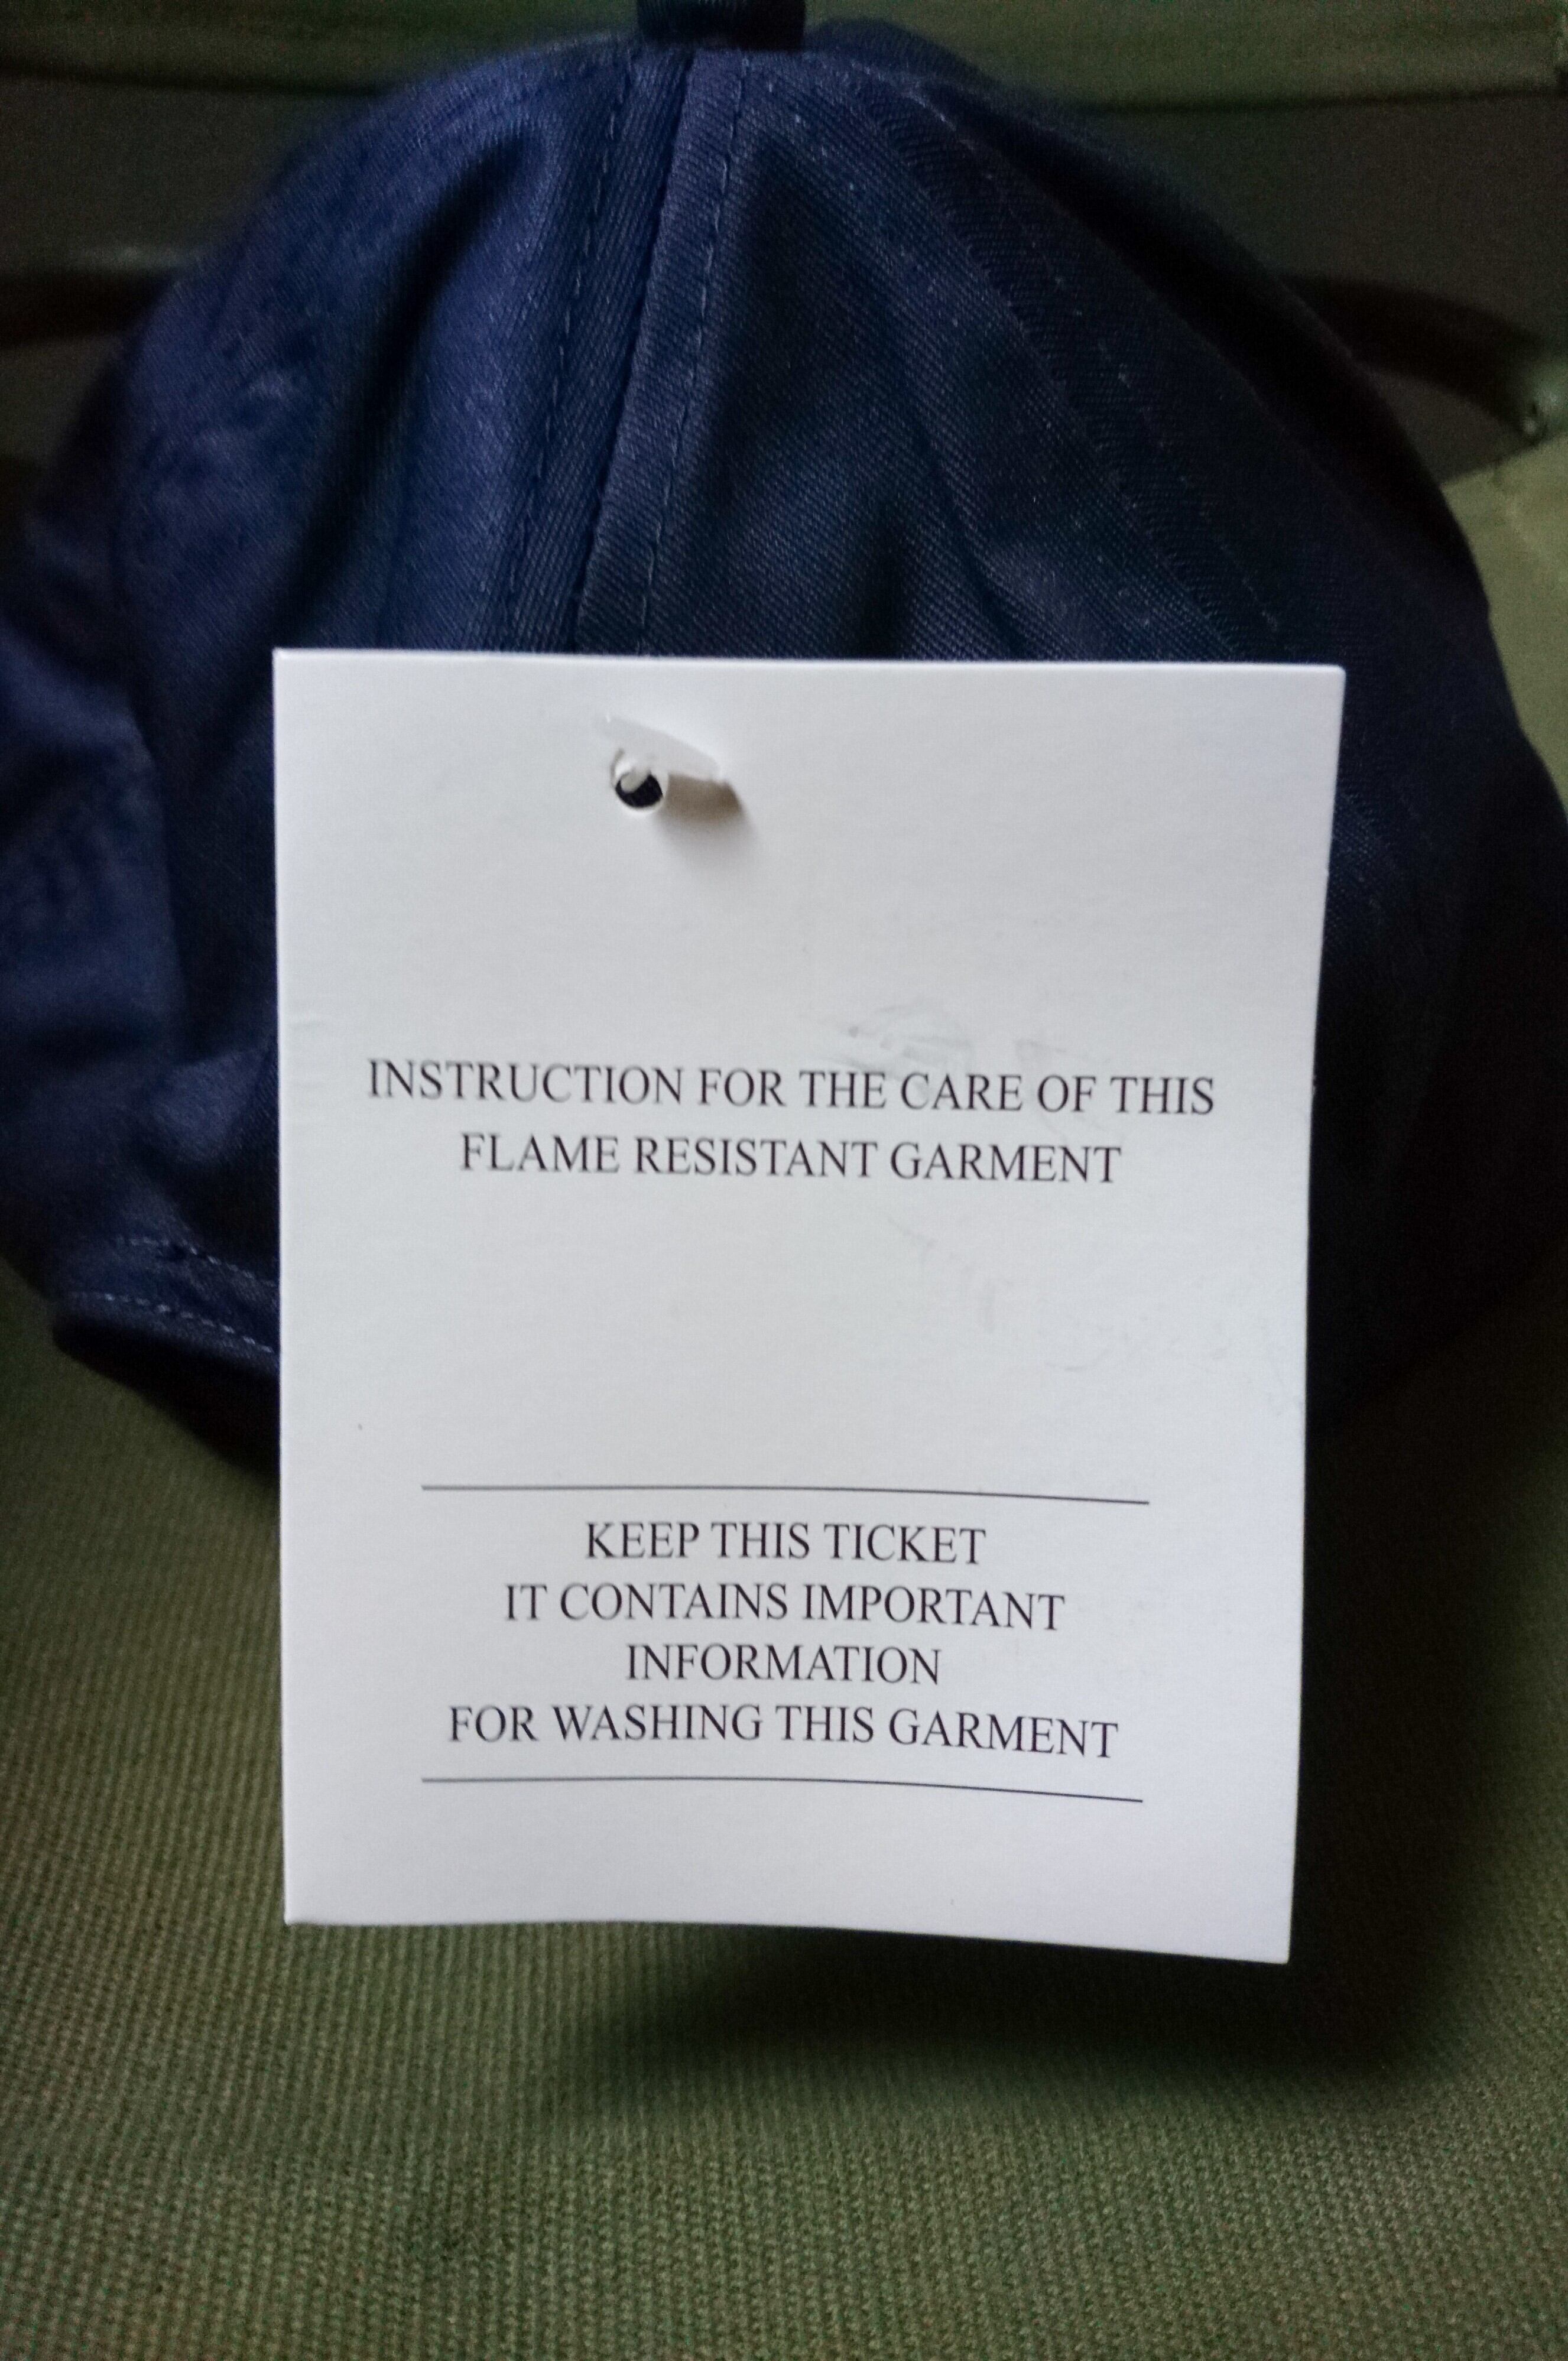 INSTRUCTION FOR THE CARE OF THIS
FLAME RESISTANT GARMENT
KEEP THIS TICKET
IT CONTAINS IMPORTANT
INFORMATION
FOR WASHING THIS GARMENT